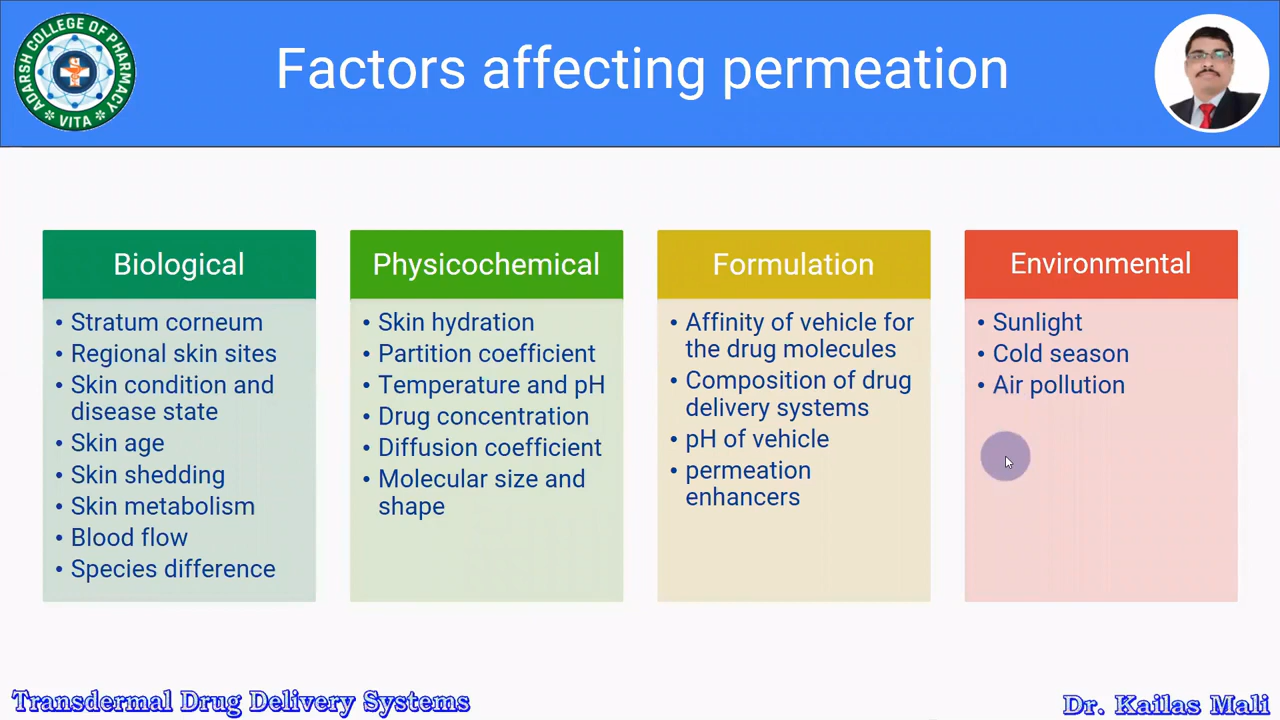 ADARSH COLLEGE OF PHARMACY
VITA
Factors affecting permeation
Biological
• Stratum corneum
• Regional skin sites
• Skin condition and
disease state
• Skin age
• Skin shedding
• Skin metabolism
• Blood flow
• Species difference
Physicochemical
• Skin hydration
• Partition coefficient
• Temperature and pH
• Drug concentration
• Diffusion coefficient
• Molecular size and
shape
Formulation
• Affinity of vehicle for
the drug molecules
• Composition of drug
delivery systems
• pH of vehicle
• permeation
enhancers
Environmental
• Sunlight
• Cold season
• Air pollution
Transdermal Drug Delivery Systems
Dr. Kailas Mali